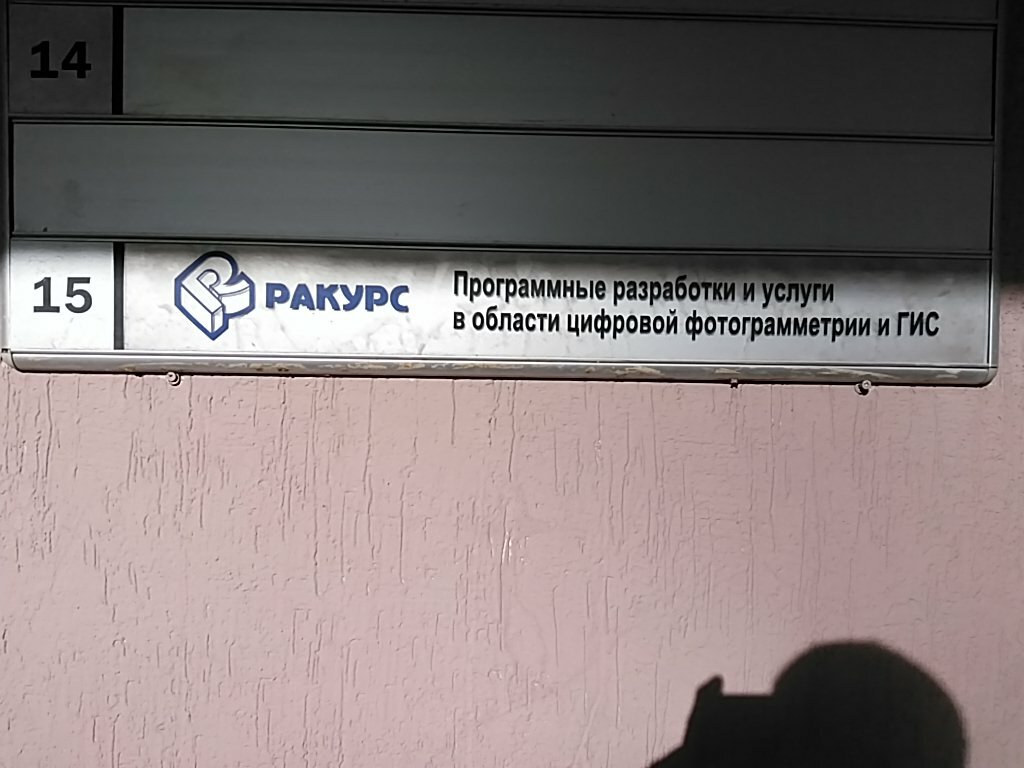 14
15
РАКУРС
Программные разработки и услуги
в области цифровой фотограмметрии и ГИС